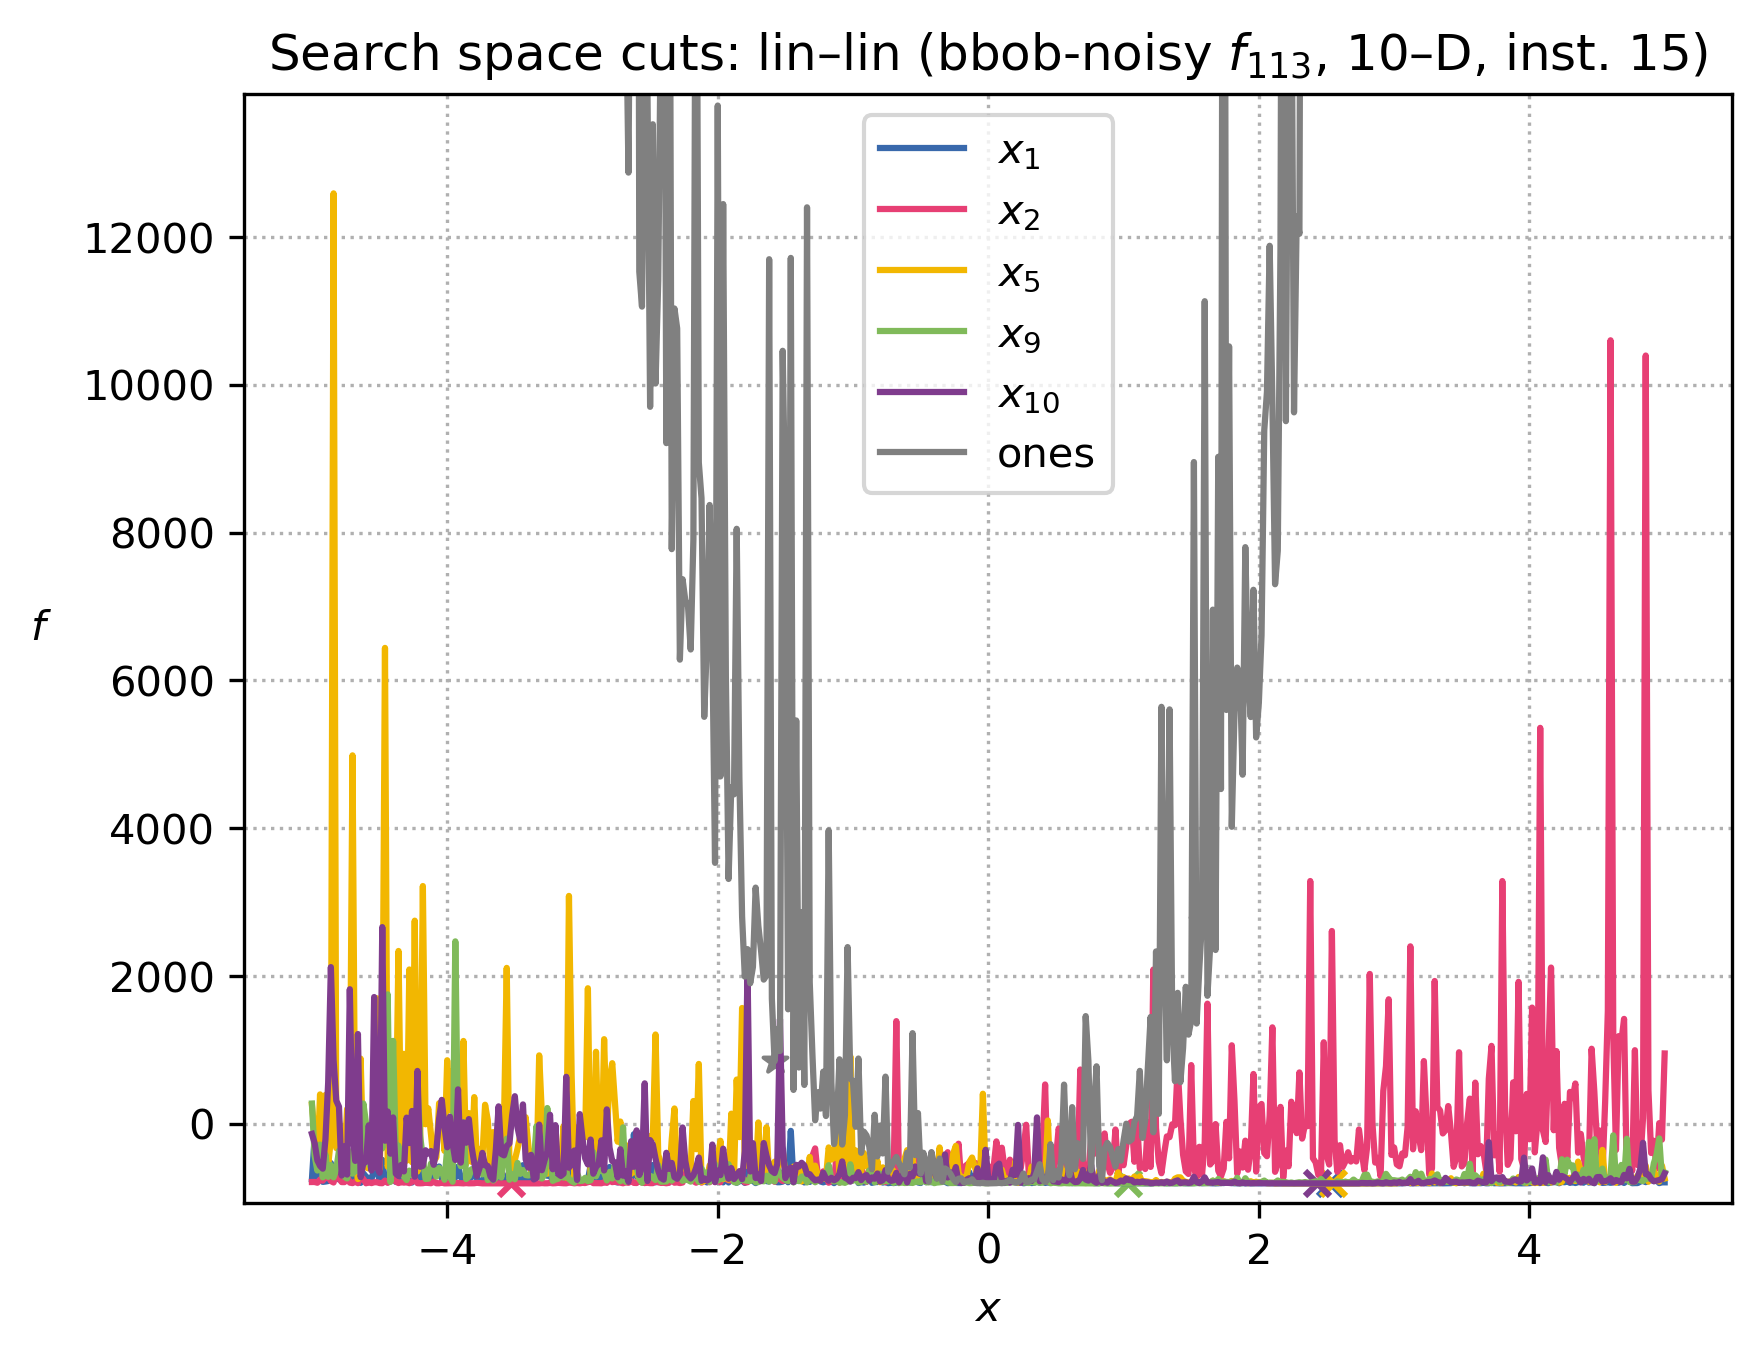 Search space cuts: lin–lin (bbob-noisy f₁₁₃, 10–D, inst. 15)
x₁
x₂
x₅
x₉
x₁₀
ones
12000
10000
8000
6000
4000
2000
0
f
−4
−2
0
2
4
x